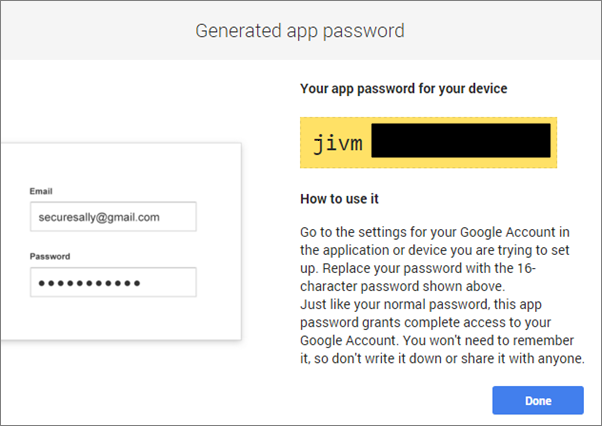 Generated app password
Your app password for your device
jivm
Email
securesally@gmail.com
Password
How to use it
Go to the settings for your Google Account in
the application or device you are trying to set
up. Replace your password with the 16-
character password shown above.
Just like your normal password, this app
password grants complete access to your
Google Account. You won't need to remember
it, so don't write it down or share it with anyone.
Done